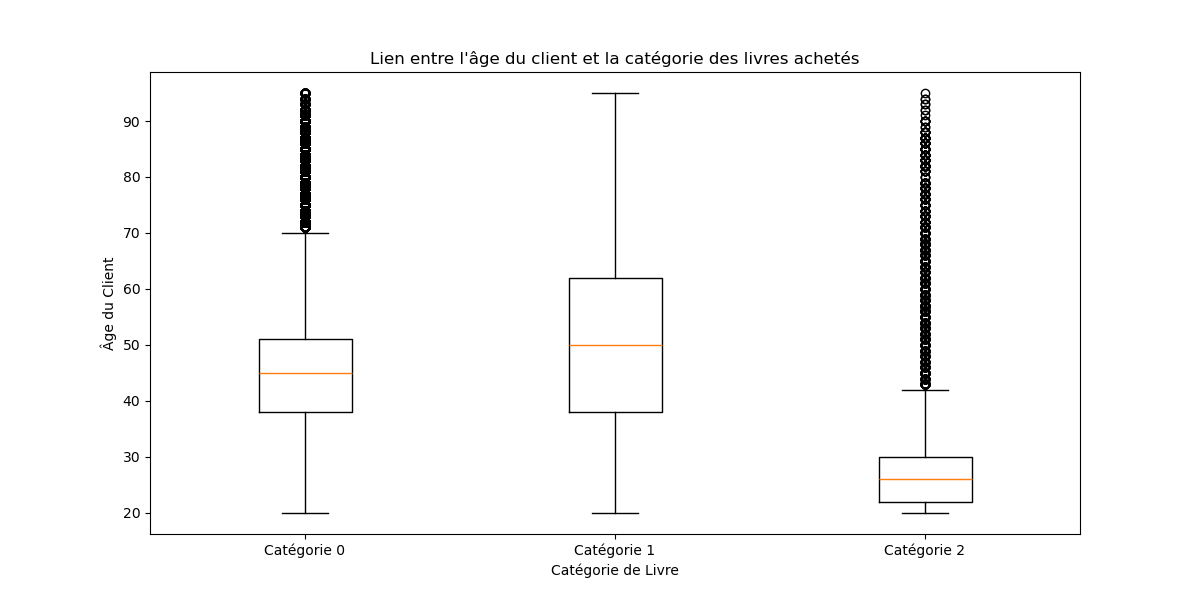 Lien entre l'âge du client et la catégorie des livres achetés
90
80
70
60
50
40
30
20
Âge du Client
Catégorie 0
Catégorie 1
Catégorie 2
Catégorie de Livre